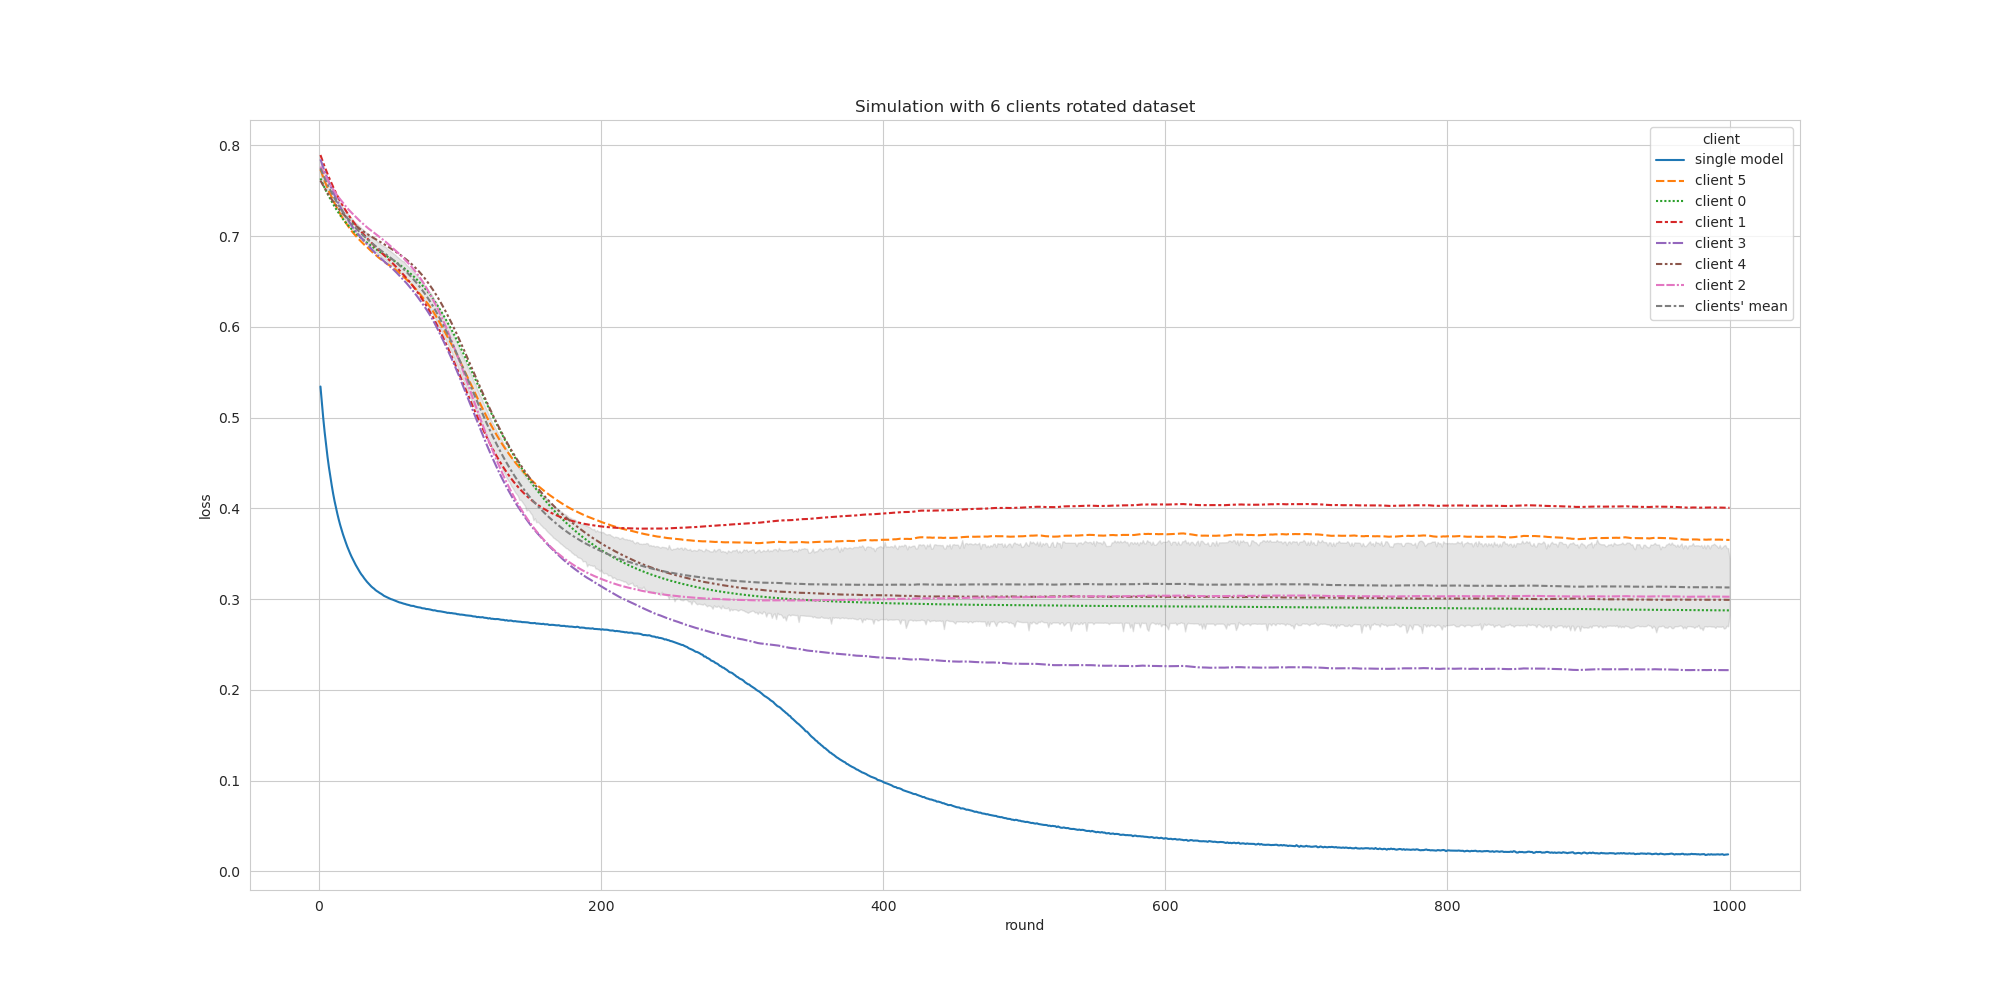 Simulation with 6 clients rotated dataset
client
single model
client 5
client 0
client 1
client 3
client 4
client 2
clients' mean
loss
0.8
0.7
0.6
0.5
0.4
0.3
0.2
0.1
0.0
0 200 400 600 800 1000
round